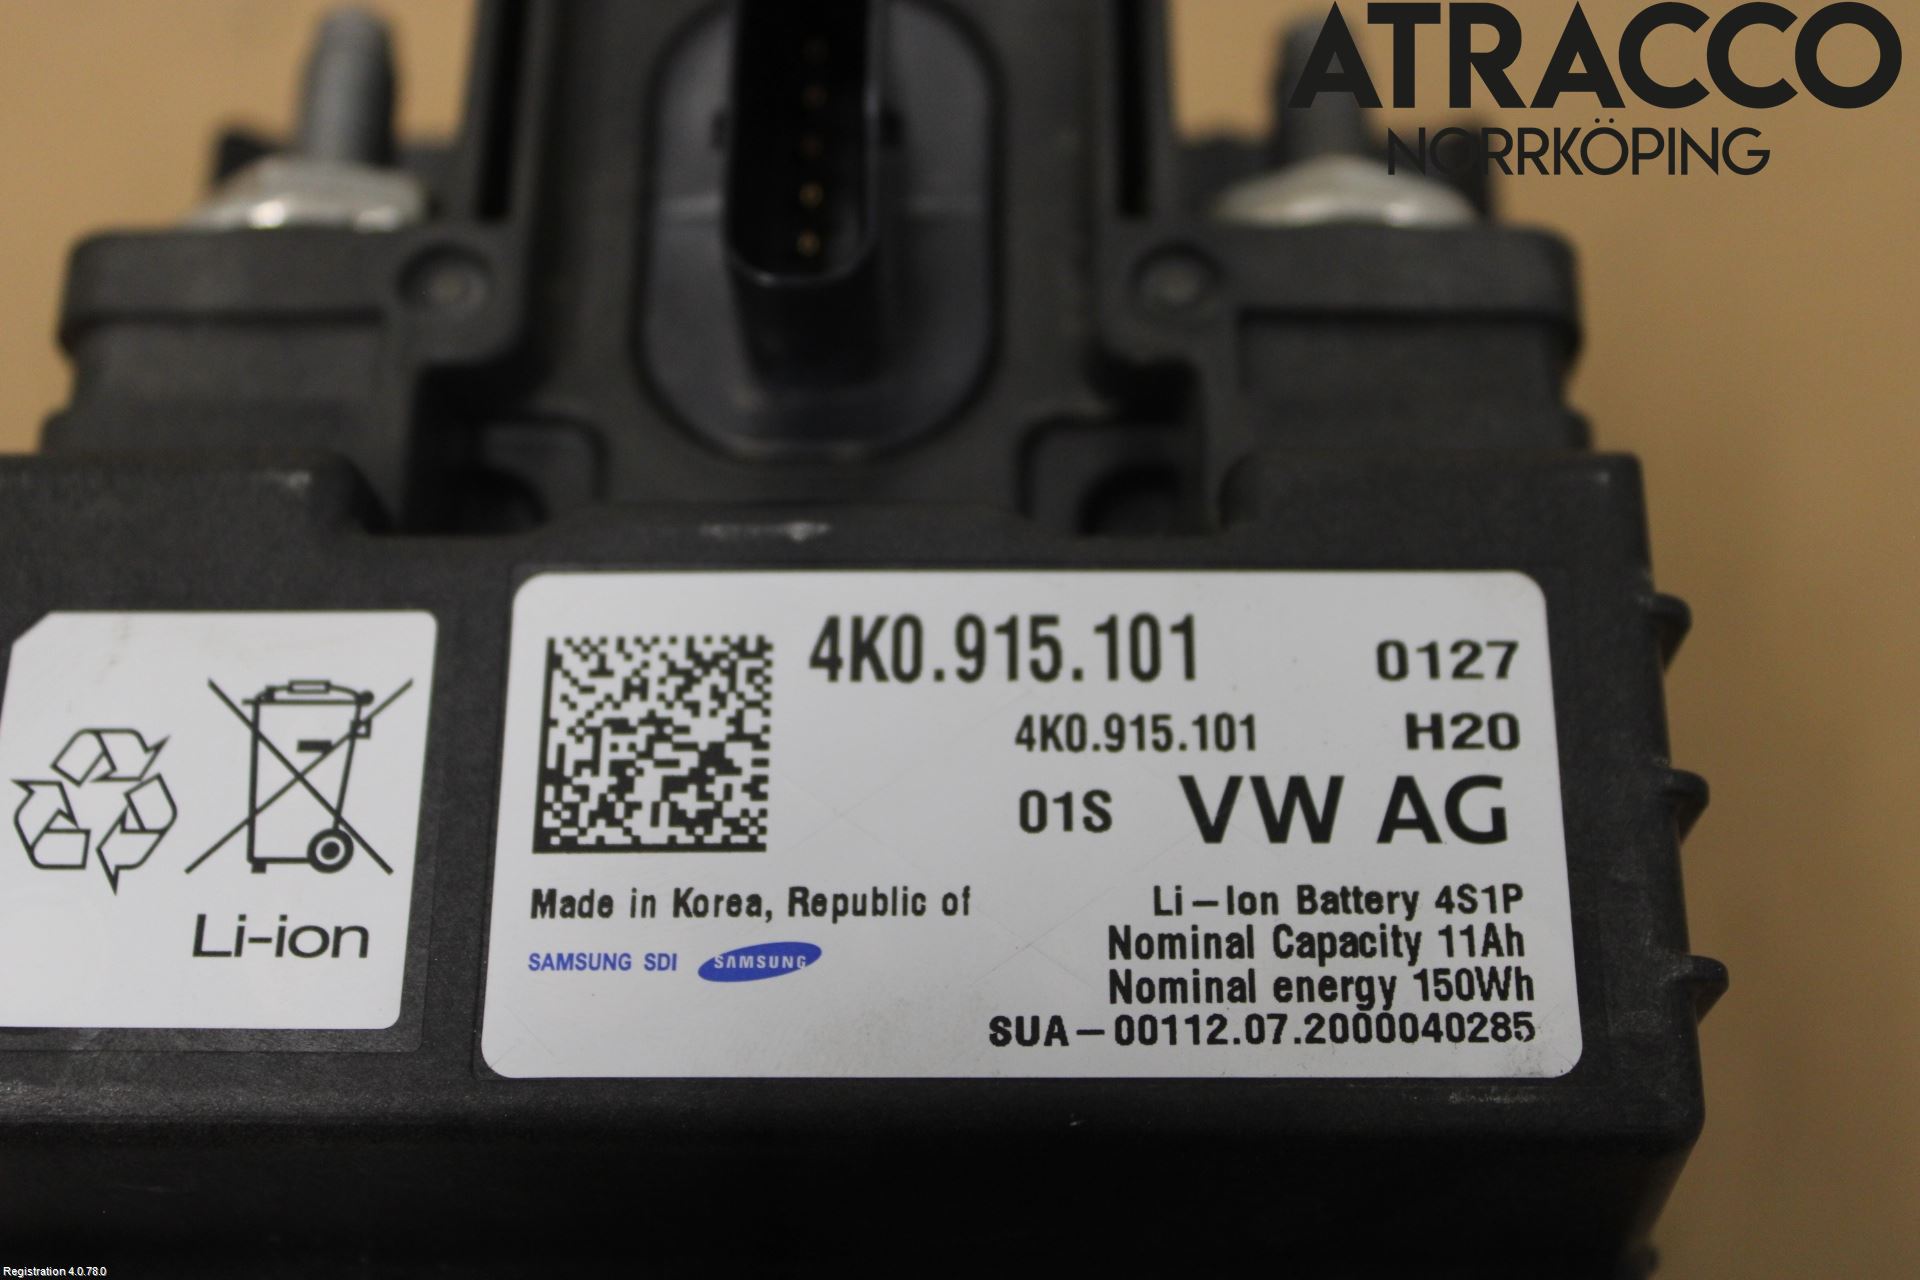 ATRACCO
NORRKÖPING
4K0.915.101
0127
4K0.915.101
H20
01S
VW AG
Made in Korea, Republic of
SAMSUNG SDI SAMSUNG
Li-Ion Battery 4S1P
Nominal Capacity 11Ah
Nominal energy 150Wh
SUA-00112.07.2000040285
Li-ion
Registration 4.0.78.0